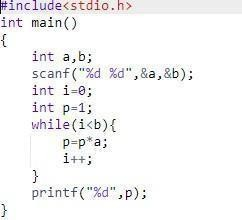 #include<stdio.h>
int main()
{
    int a,b;
    scanf("%d %d",&a,&b);
    int i=0;
    int p=1;
    while(i<b){
        p=p*a;
        i++;
    }
    printf("%d",p);
}